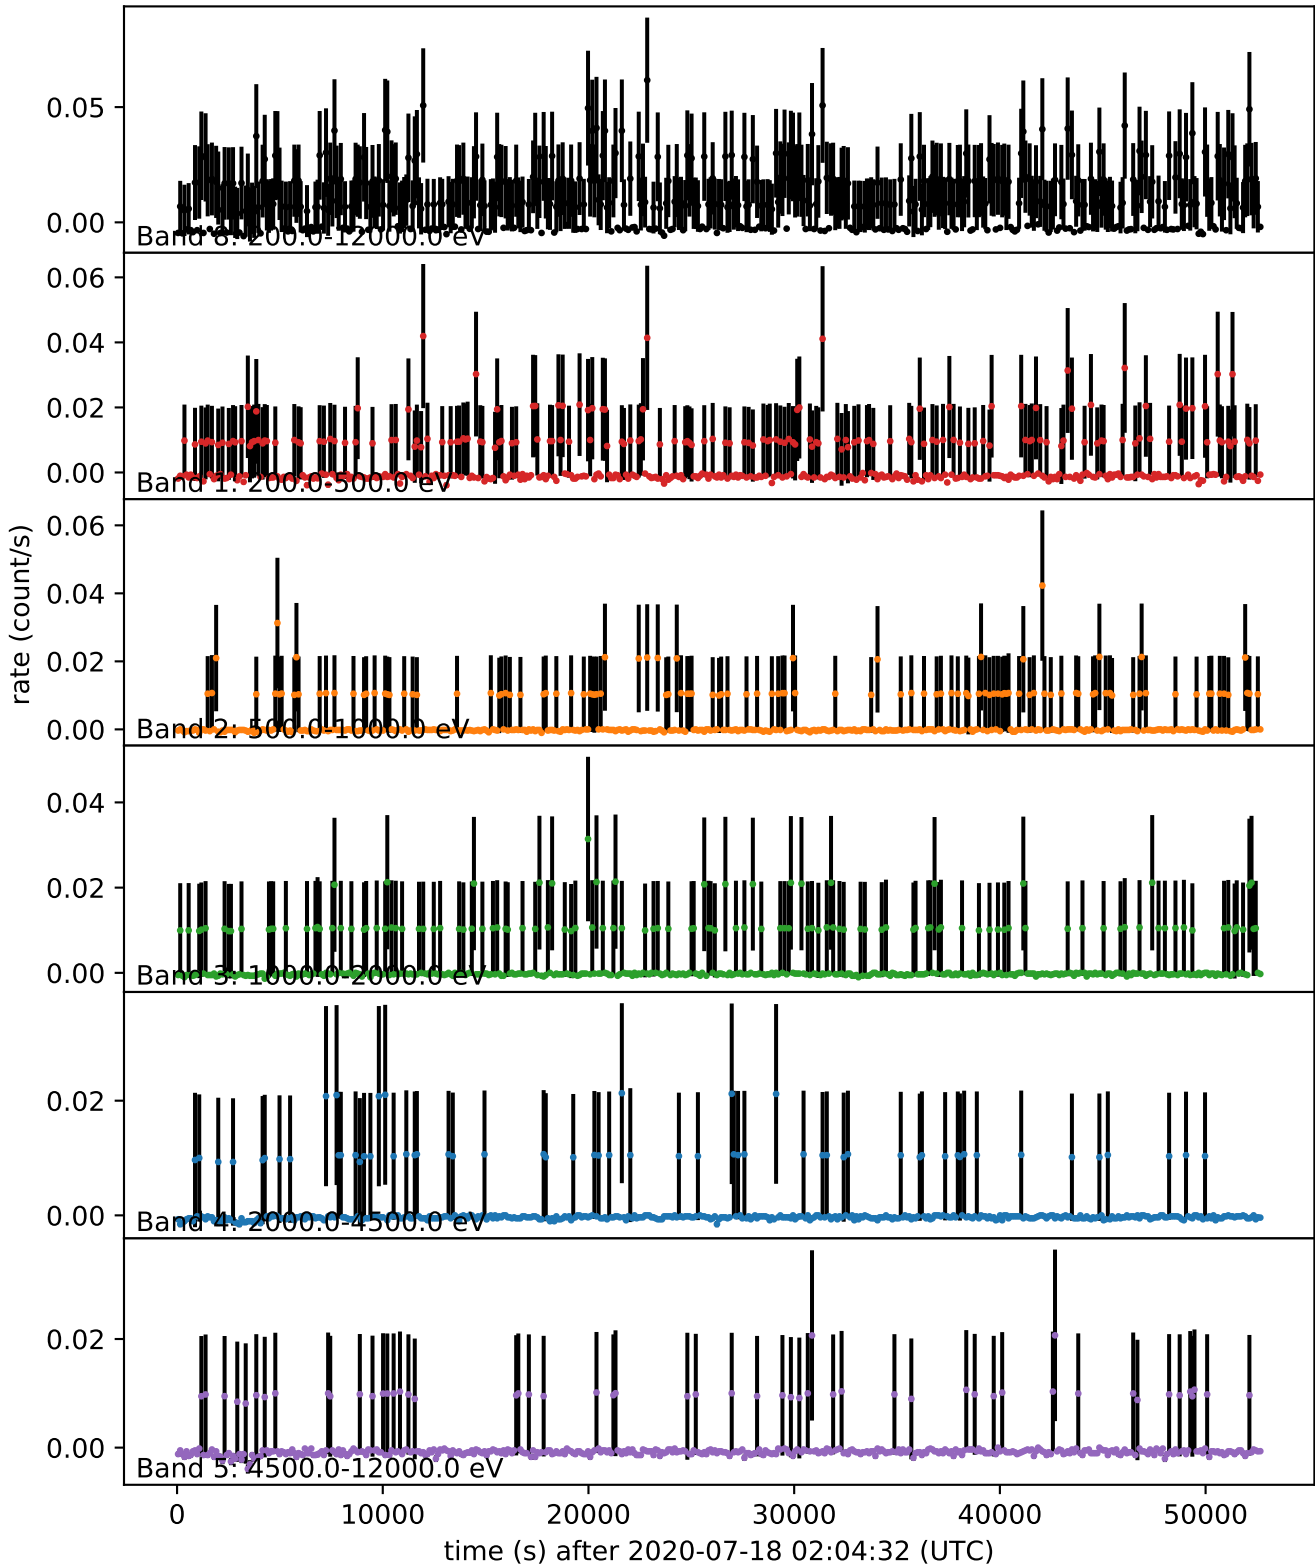 0.05
0.00
Band 8: 200.0-12000.0 eV
0.06
0.04
0.02
0.00
Band 1: 200.0-500.0 eV
0.06
0.04
0.02
0.00
Band 2: 500.0-1000.0 eV
rate (count/s)
0.04
0.02
0.00
Band 3: 1000.0-2000.0 eV
0.02
0.00
Band 4: 2000.0-4500.0 eV
0.02
0.00
Band 5: 4500.0-12000.0 eV
0 10000 20000 30000 40000 50000
time (s) after 2020-07-18 02:04:32 (UTC)